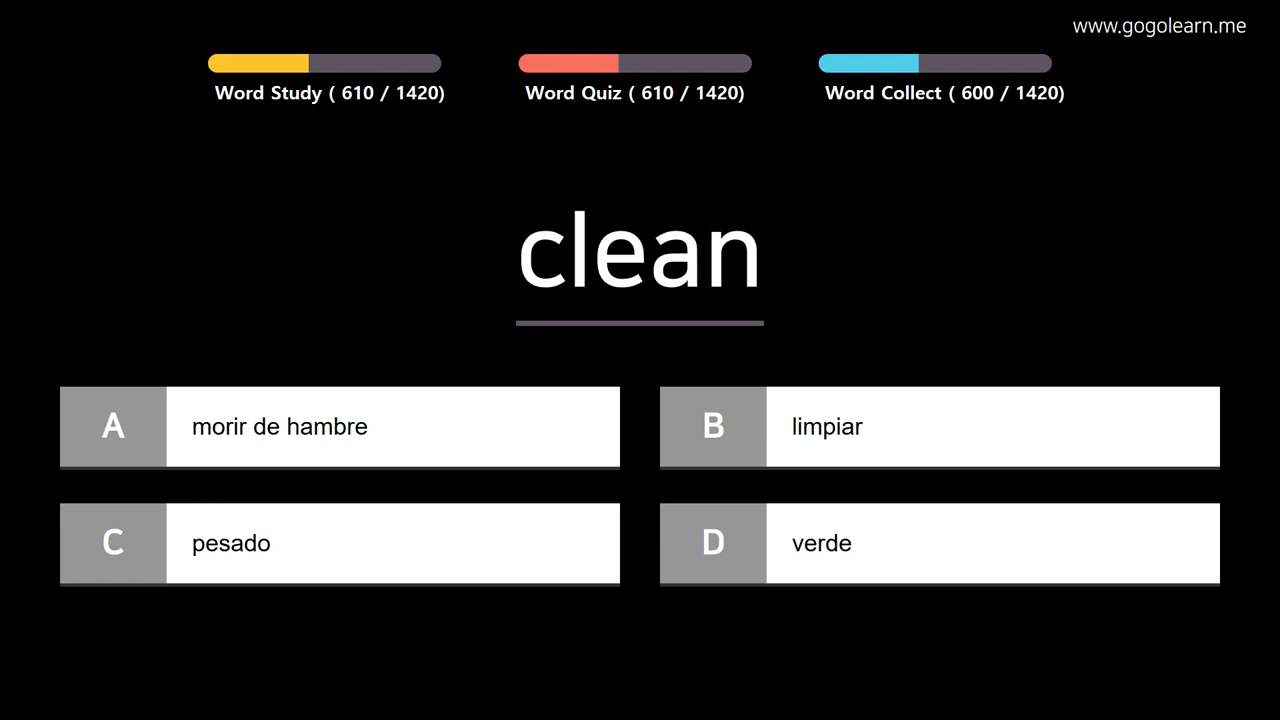 www.gogolearn.me
Word Study ( 610 / 1420)
Word Quiz ( 610 / 1420)
Word Collect ( 600 / 1420)
clean
A morir de hambre
B limpiar
C pesado
D verde